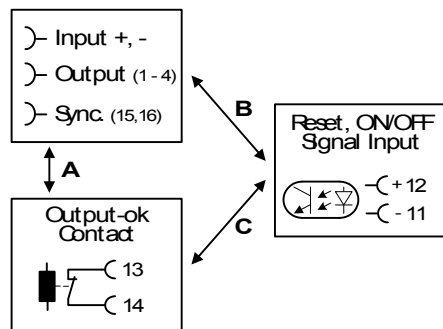 Input +, -
Output (1 - 4)
Sync. (15,16)
B
Reset, ON/OFF
Signal Input
+ 12
- 11
A
Output-ok
Contact
13
14
C